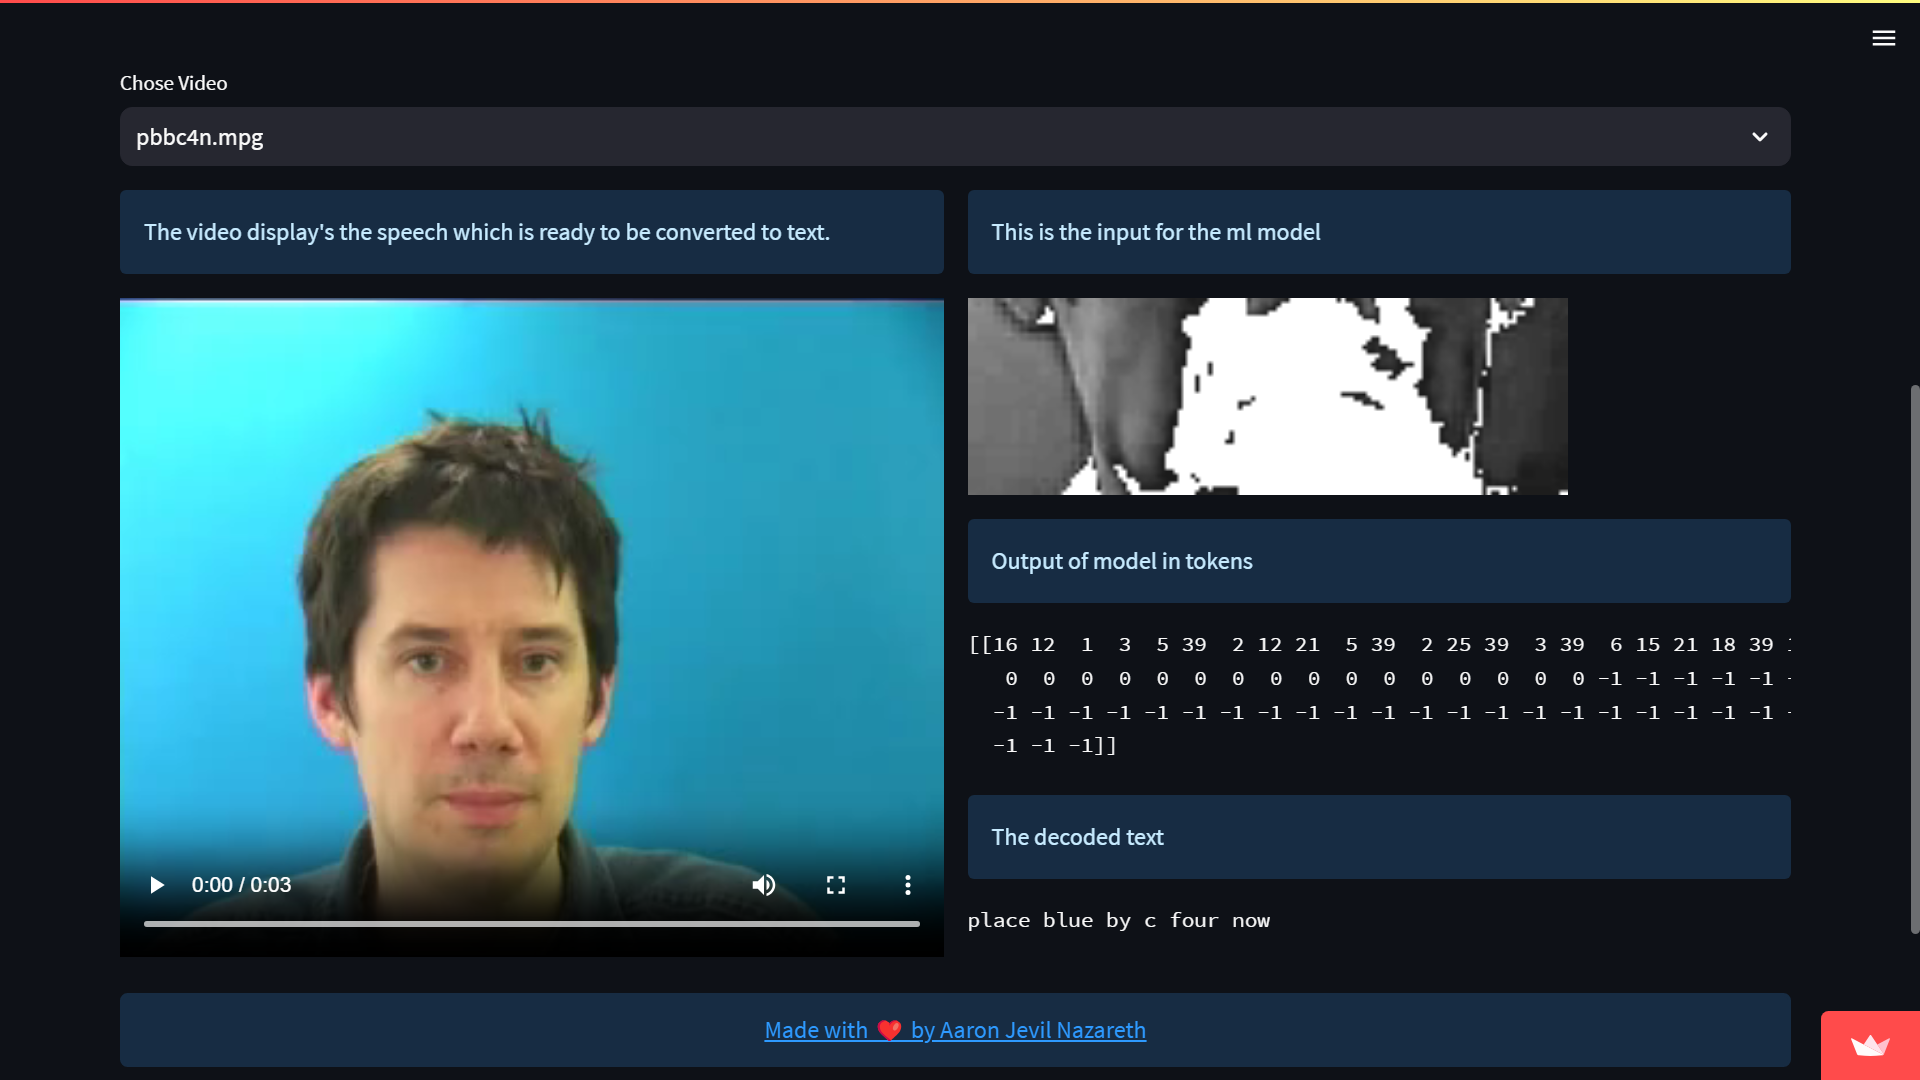 Chose Video
pbbc4n.mpg
The video display's the speech which is ready to be converted to text.
This is the input for the ml model
0:00 / 0:03
Output of model in tokens
[[16 12 1 3 5 39 2 12 21 5 39 2 25 39 3 39 6 15 21 18 39
0 0 0 0 0 0 0 0 0 0 0 0 0 0 0 0 -1 -1 -1 -1 -1
-1 -1 -1 -1 -1 -1 -1 -1 -1 -1 -1 -1 -1 -1 -1 -1 -1 -1 -1 -1 -1
-1 -1 -1]]
The decoded text
place blue by c four now
Made with ❤️ by Aaron Jevil Nazareth